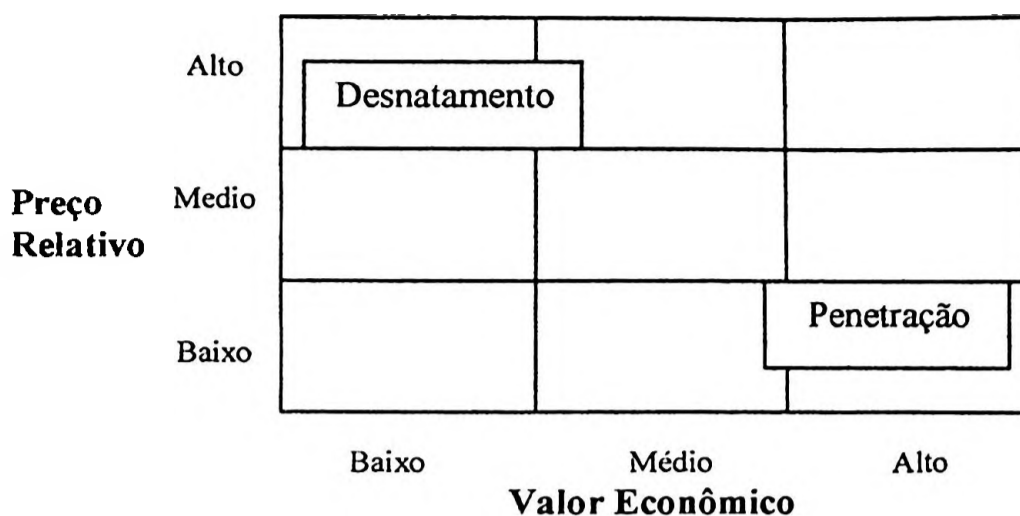 Alto
Desnatamento
Preço
Relativo
Medio
Baixo
Penetração
Baixo
Médio
Alto
Valor Econômico